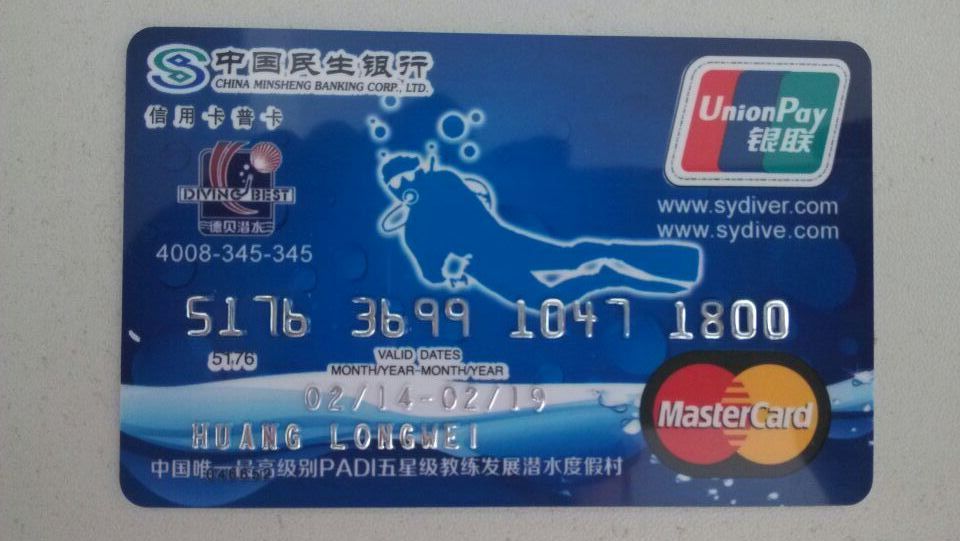 中国民生银行
CHINA MINSHENG BANKING CORP., LTD.
信用卡普卡
UnionPay
银联
DIVING BEST
德贝潜水
www.sydiver.com
www.sydive.com
4008-345-345
5176 3699 1047 1800
5176
VALID DATES
MONTH/YEAR-MONTH/YEAR
02/14-02/19
MasterCard
HUANG LONGWEI
中国唯一最高级别PADI五星级教练发展潜水度假村